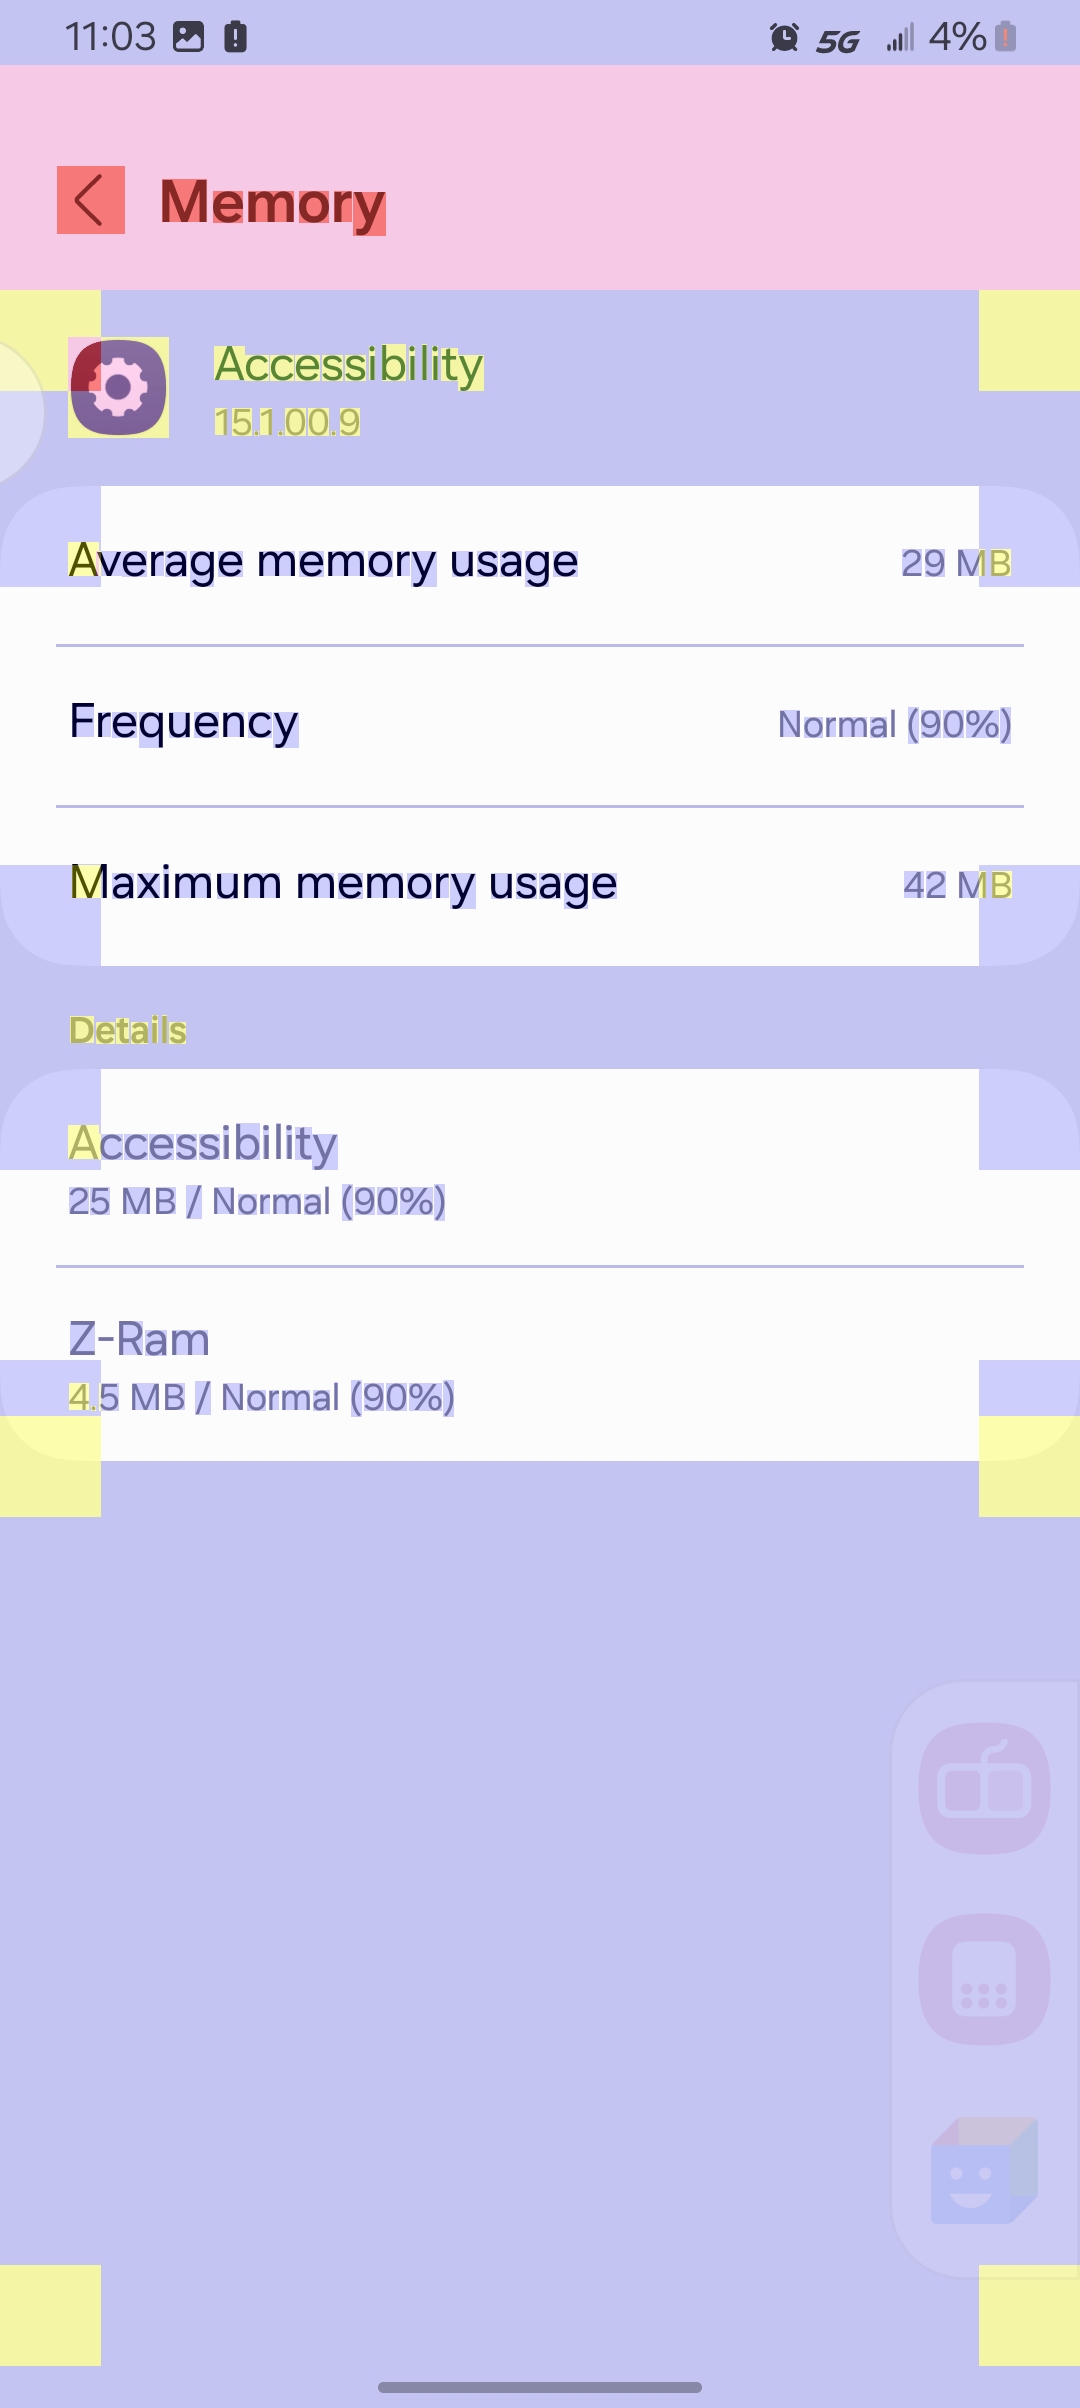 11:03 5G 4%
Memory
Accessibility
15.1.00.9
Average memory usage 29 MB
Frequency Normal (90%)
Maximum memory usage 42 MB
Details
Accessibility
25 MB / Normal (90%)
Z-Ram
4.5 MB / Normal (90%)